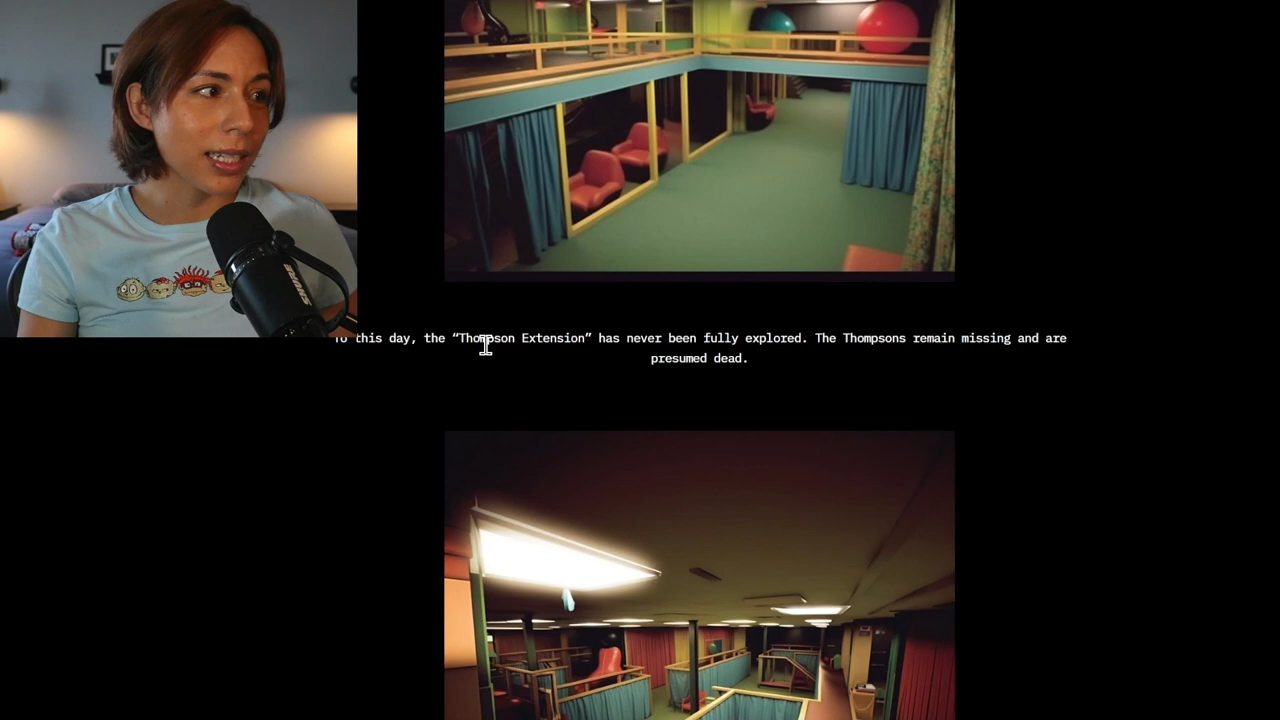 SHURE
To this day, the “Thompson Extension” has never been fully explored. The Thompsons remain missing and are
presumed dead.